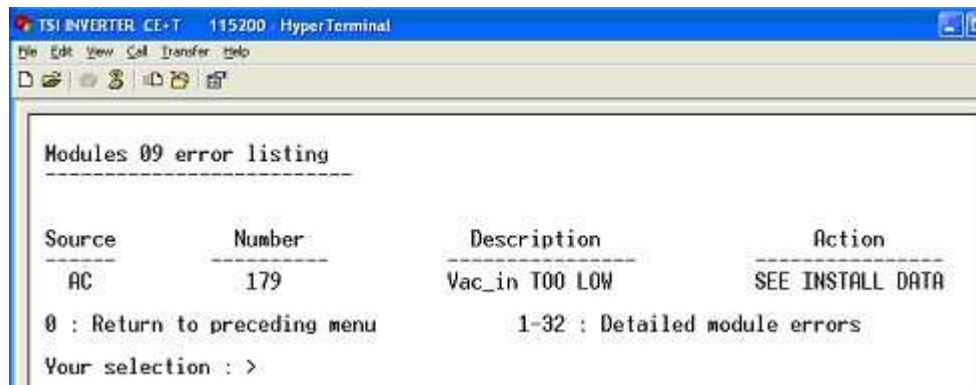 TSI INVERTER CE+T 115200 - HyperTerminal
File Edit View Call Transfer Help
Modules 09 error listing
---------------------------
Source Number Description Action
------ ---------- ---------------- ----------------
AC 179 Vac_in TOO LOW SEE INSTALL DATA
0 : Return to preceding menu 1-32 : Detailed module errors
Your selection : >